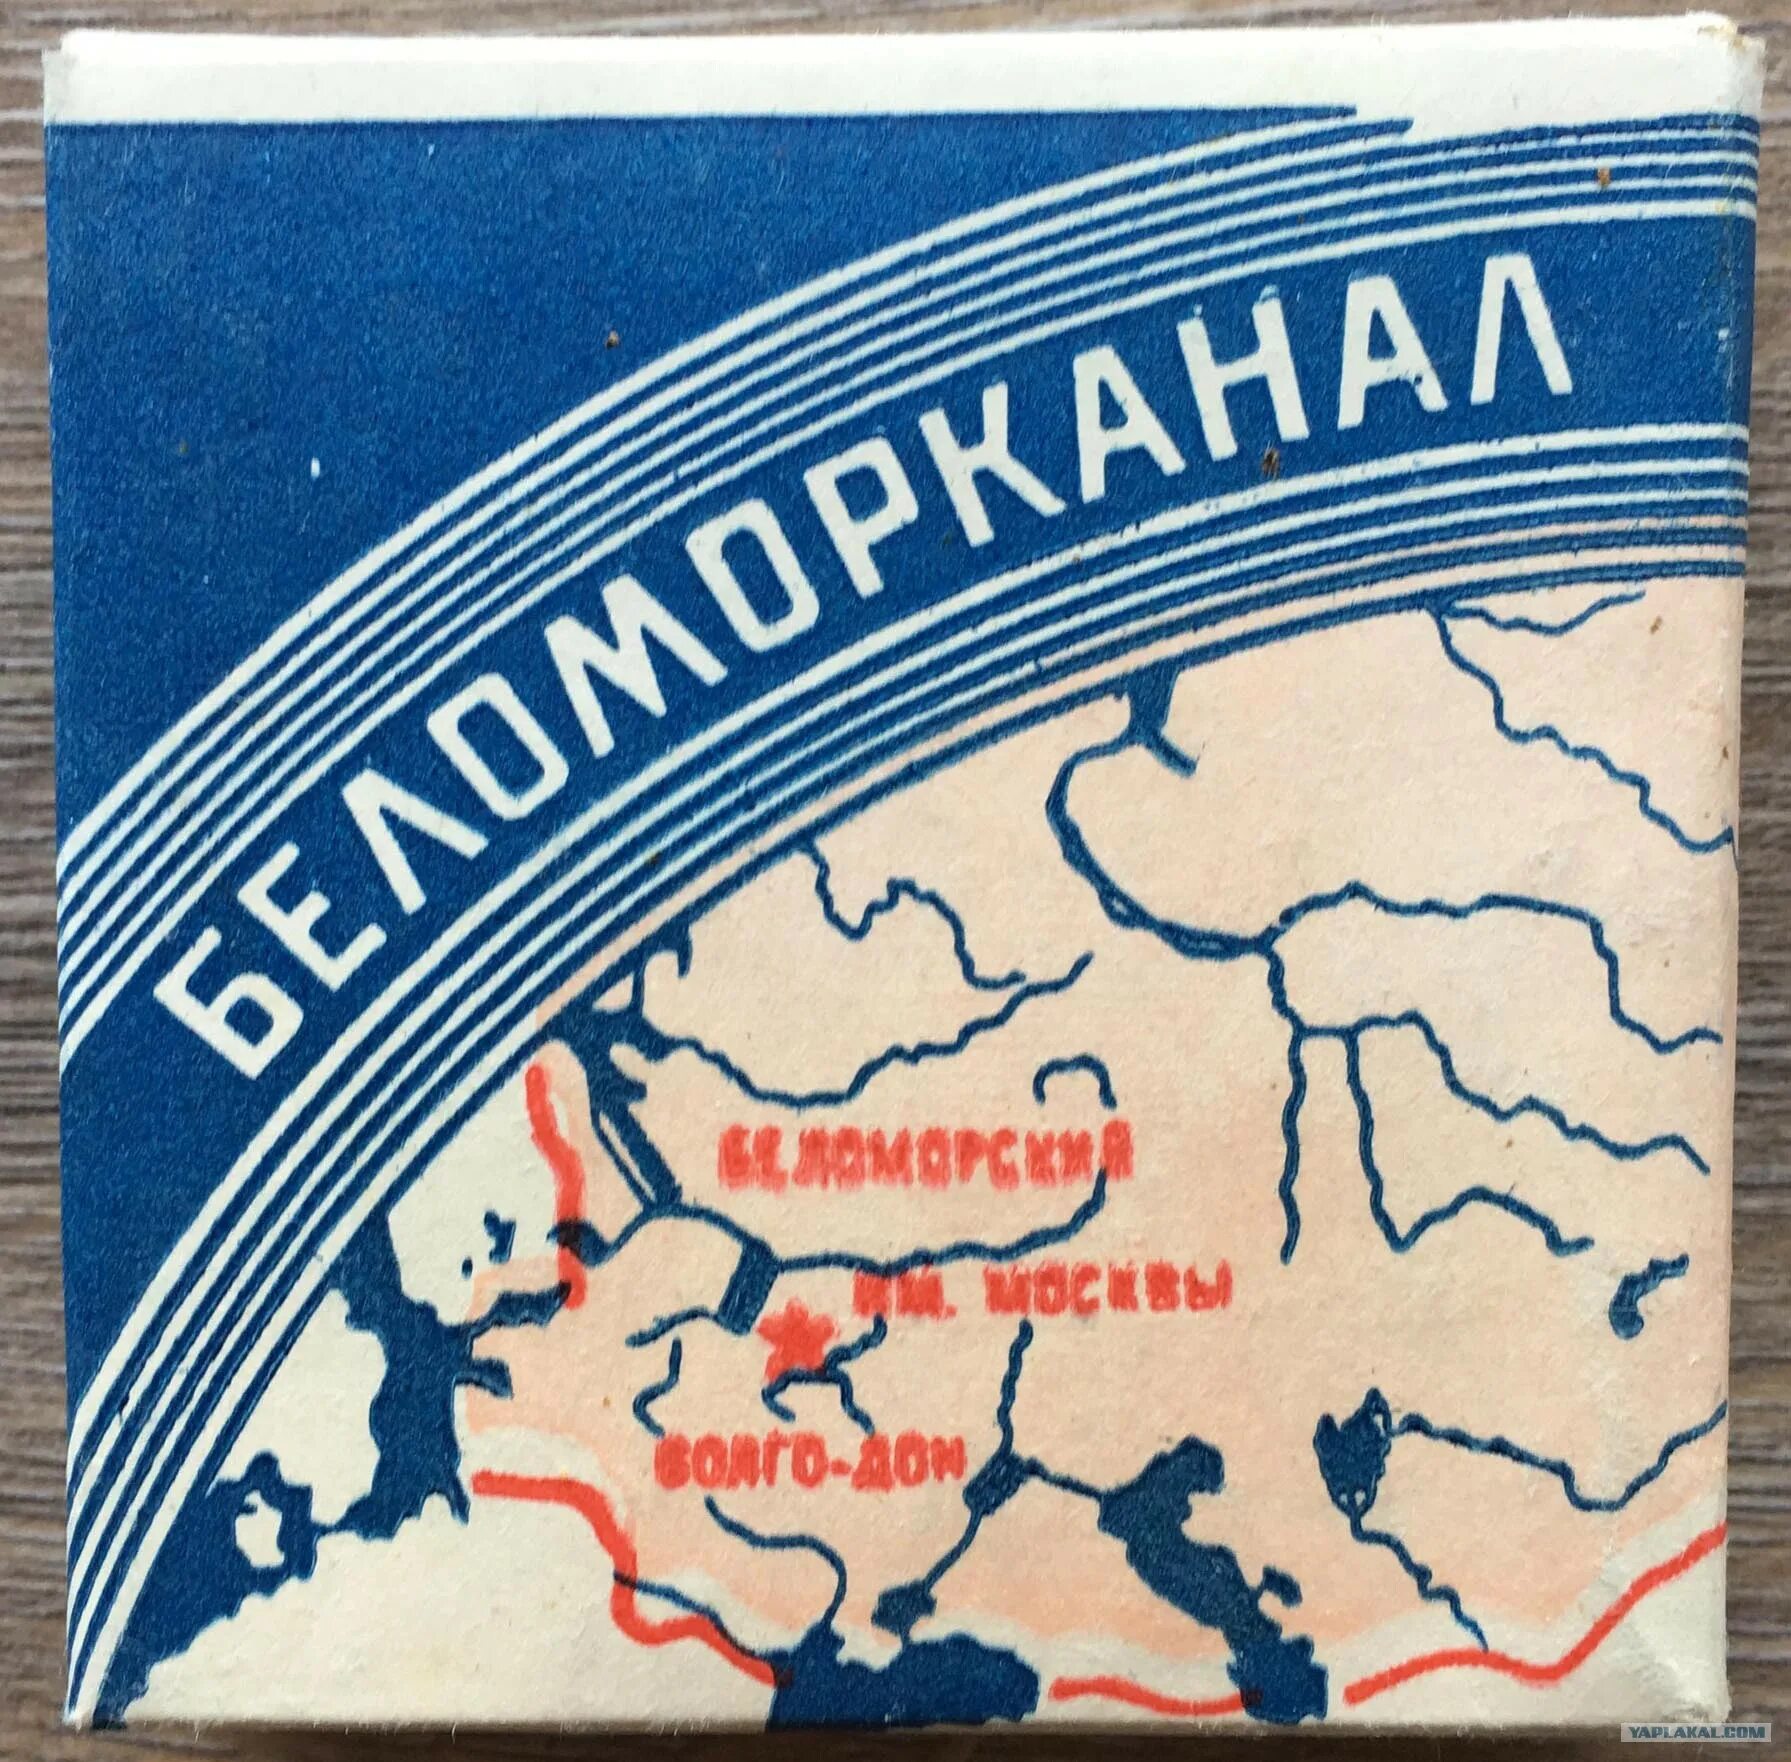 БЕЛОМОРКАНАЛ
БЕЛОМОРСКИЙ
ИМ. МОСКВЫ
ВОЛГО-ДОН
YAPLAKAL.COM